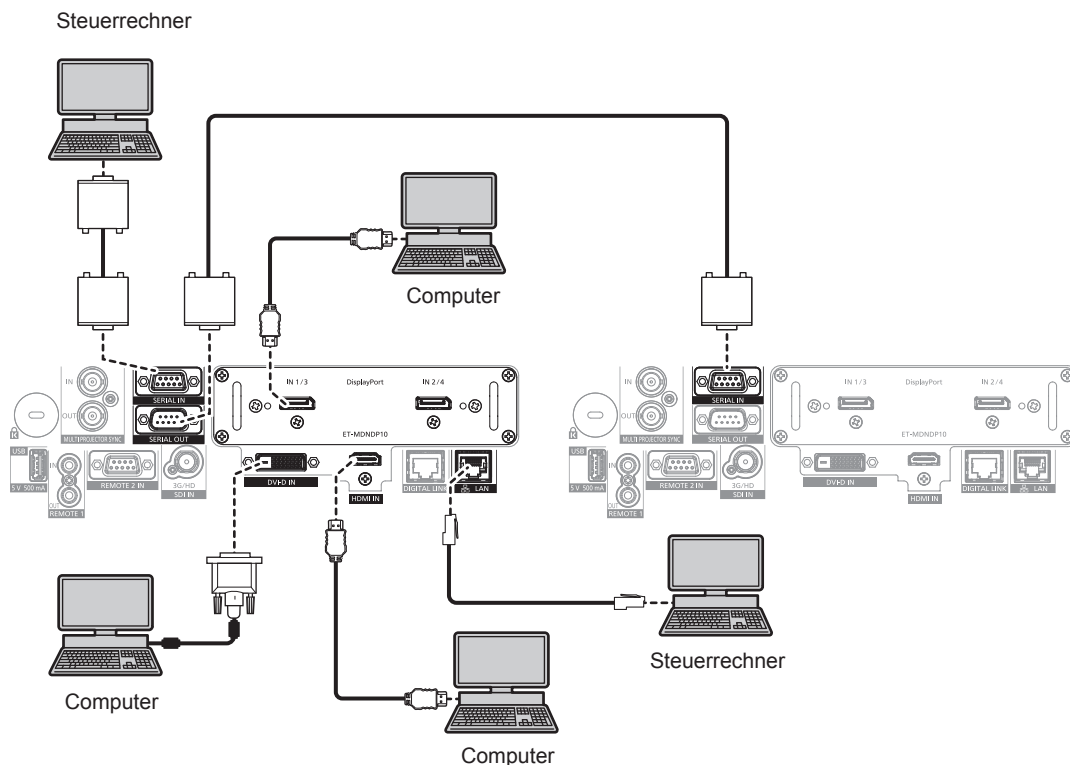 Steuerrechner
Computer
IN
OUT
MULTI PROJECTOR SYNC
SERIAL IN
SERIAL OUT
IN 1/3
DisplayPort
IN 2/4
ET-MDNDP10
USB
5 V 500 mA
IN
OUT
REMOTE 1
REMOTE 2 IN
3G/HD
SDI IN
DVI-D IN
HDMI IN
DIGITAL LINK
LAN
IN
OUT
MULTI PROJECTOR SYNC
SERIAL IN
SERIAL OUT
IN 1/3
DisplayPort
IN 2/4
ET-MDNDP10
USB
5 V 500 mA
IN
OUT
REMOTE 1
REMOTE 2 IN
3G/HD
SDI IN
DVI-D IN
HDMI IN
DIGITAL LINK
LAN
Computer
Computer
Steuerrechner